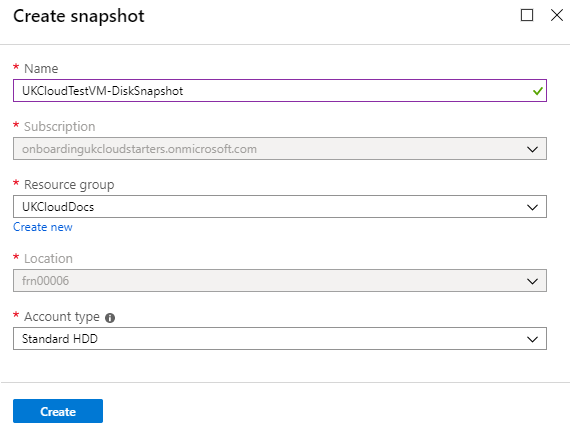 Create snapshot
* Name
UKCloudTestVM-DiskSnapshot
* Subscription
onboardingukcloudstarters.onmicrosoft.com
* Resource group
UKCloudDocs
Create new
* Location
frn00006
* Account type
Standard HDD
Create